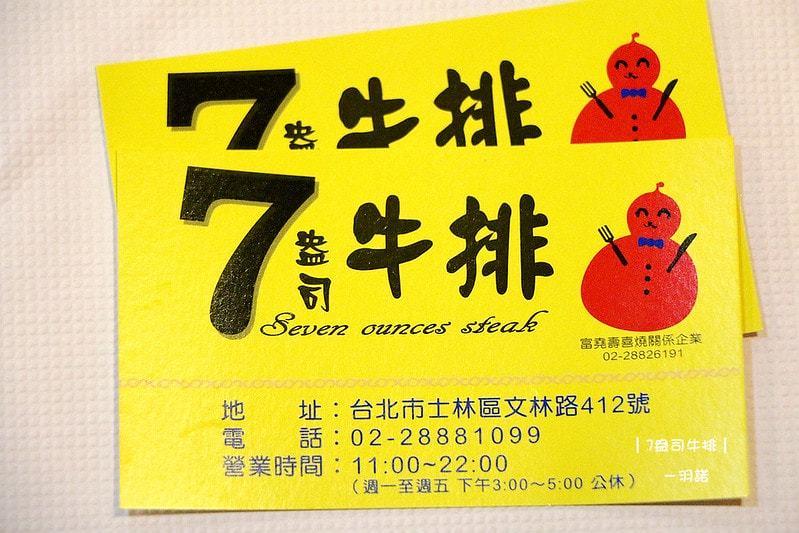 7盎
牛排
7盎司牛排
Seven ounces steak
富堯壽喜燒關係企業
02-28826191
地　　址：台北市士林區文林路412號
電　　話：02-28881099
營業時間：11:00~22:00
（週一至週五 下午3:00～5:00 公休）
｜7盎司牛排｜
一羽諾